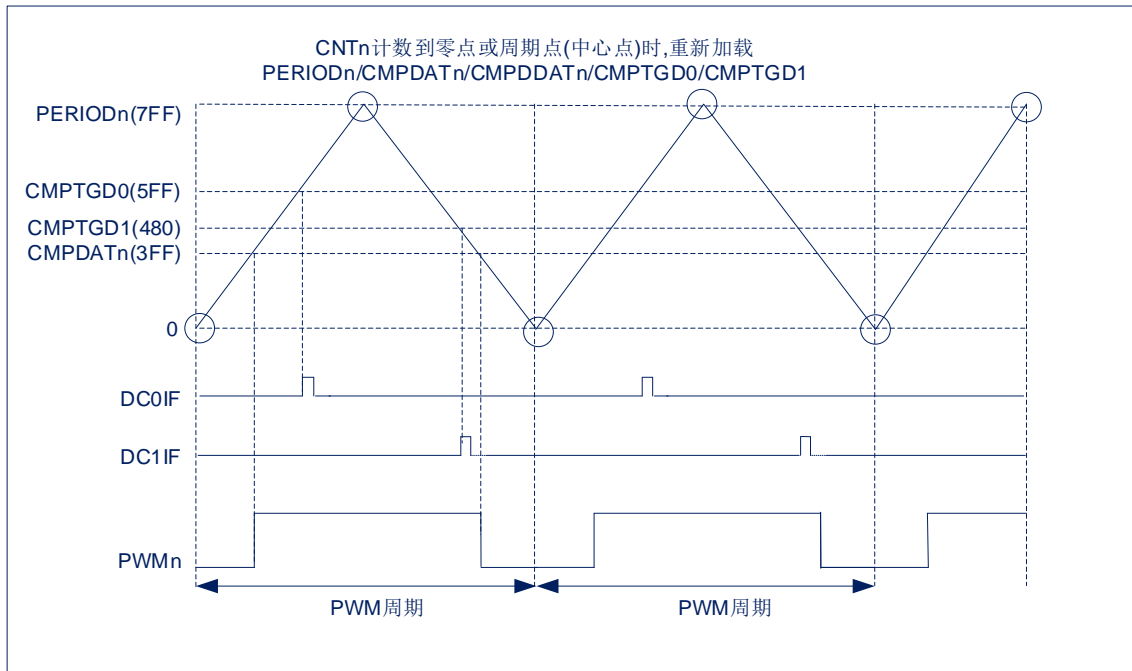 CNTn计数到零点或周期点(中心点)时,重新加载
PERIODn/CMPDATn/CMPDDATn/CMPTGD0/CMPTGD1
PERIODn(7FF)
CMPTGD0(5FF)
CMPTGD1(480)
CMPDATn(3FF)
0
DC0IF
DC1IF
PWMn
PWM周期
PWM周期